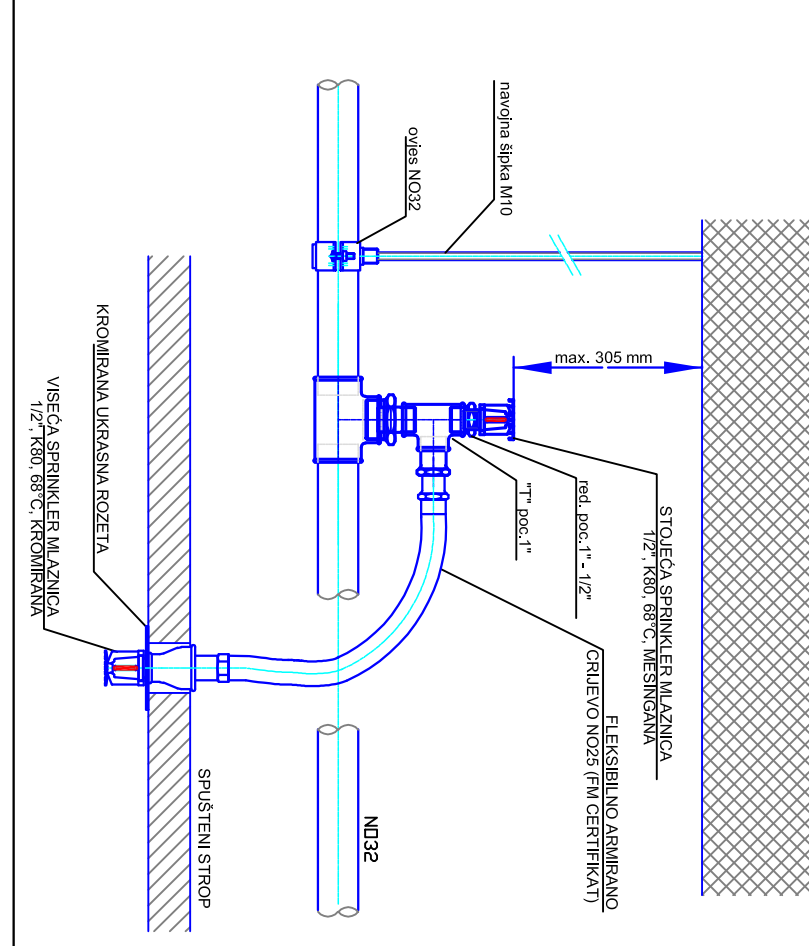 navojna šipka M10
ovjes NO32
max. 305 mm
STOJEĆA SPRINKLER MLAZNICA
1/2", K80, 68°C, MESINGANA
red. poc.1" - 1/2"
"T" poc.1"
FLEKSIBILNO ARMIRANO
CRIJEVO NO25 (FM CERTIFIKAT)
KROMIRANA UKRASNA ROZETA
VISEĆA SPRINKLER MLAZNICA
1/2", K80, 68°C, KROMIRANA
SPUŠTENI STROP
NO32